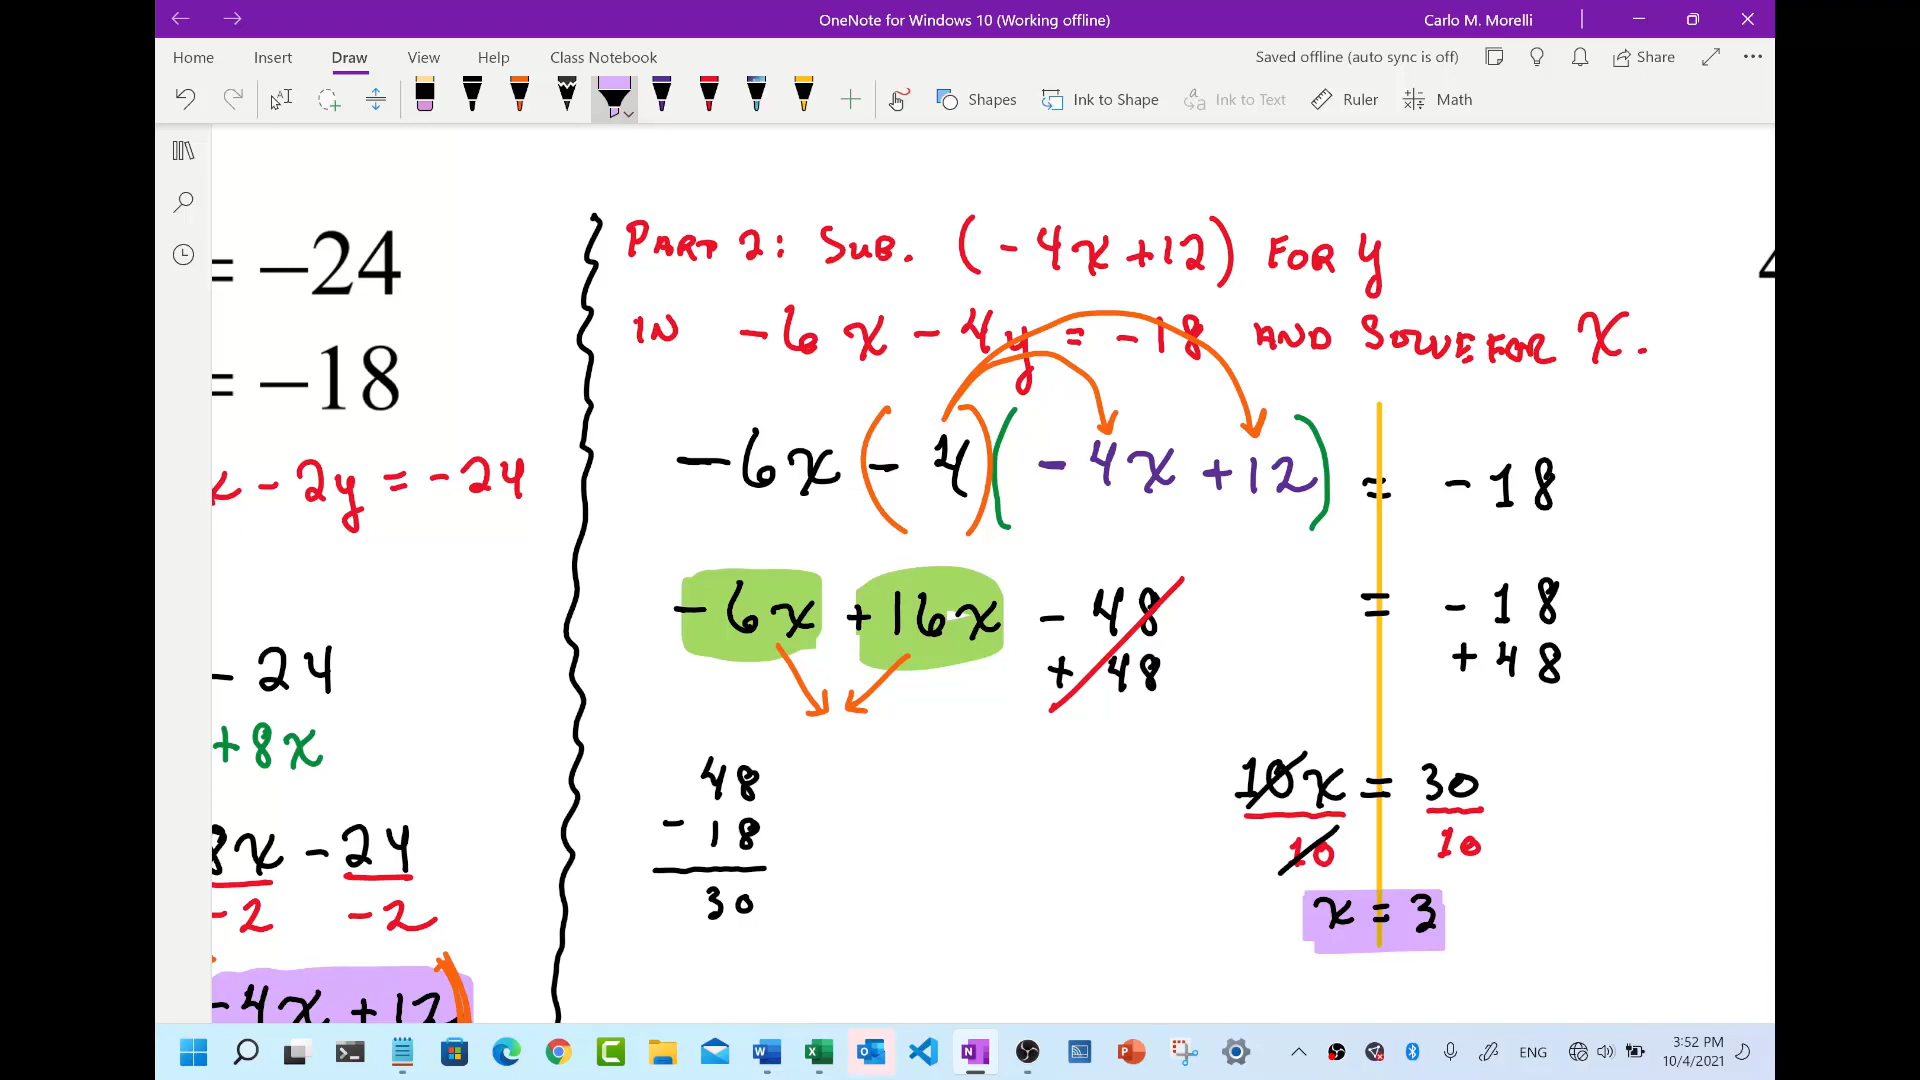 OneNote for Windows 10 (Working offline)
Carlo M. Morelli
Home Insert Draw View Help Class Notebook
Saved offline (auto sync is off) Share
Shapes Ink to Shape Ink to Text Ruler Math
= −24
= −18
x - 2y = -24
- 24
+8x
8x - 24
-2 -2
-4x + 12
PART 2: SUB. (-4x+12) FOR y
IN -6x - 4y = -18 AND SOLVE FOR x.
-6x (-4)(-4x +12) = -18
-6x +16x - 48 = -18
+ 48 + 48
48
- 18
30
10x = 30
10 10
x = 3
4
ENG
3:52 PM
10/4/2021